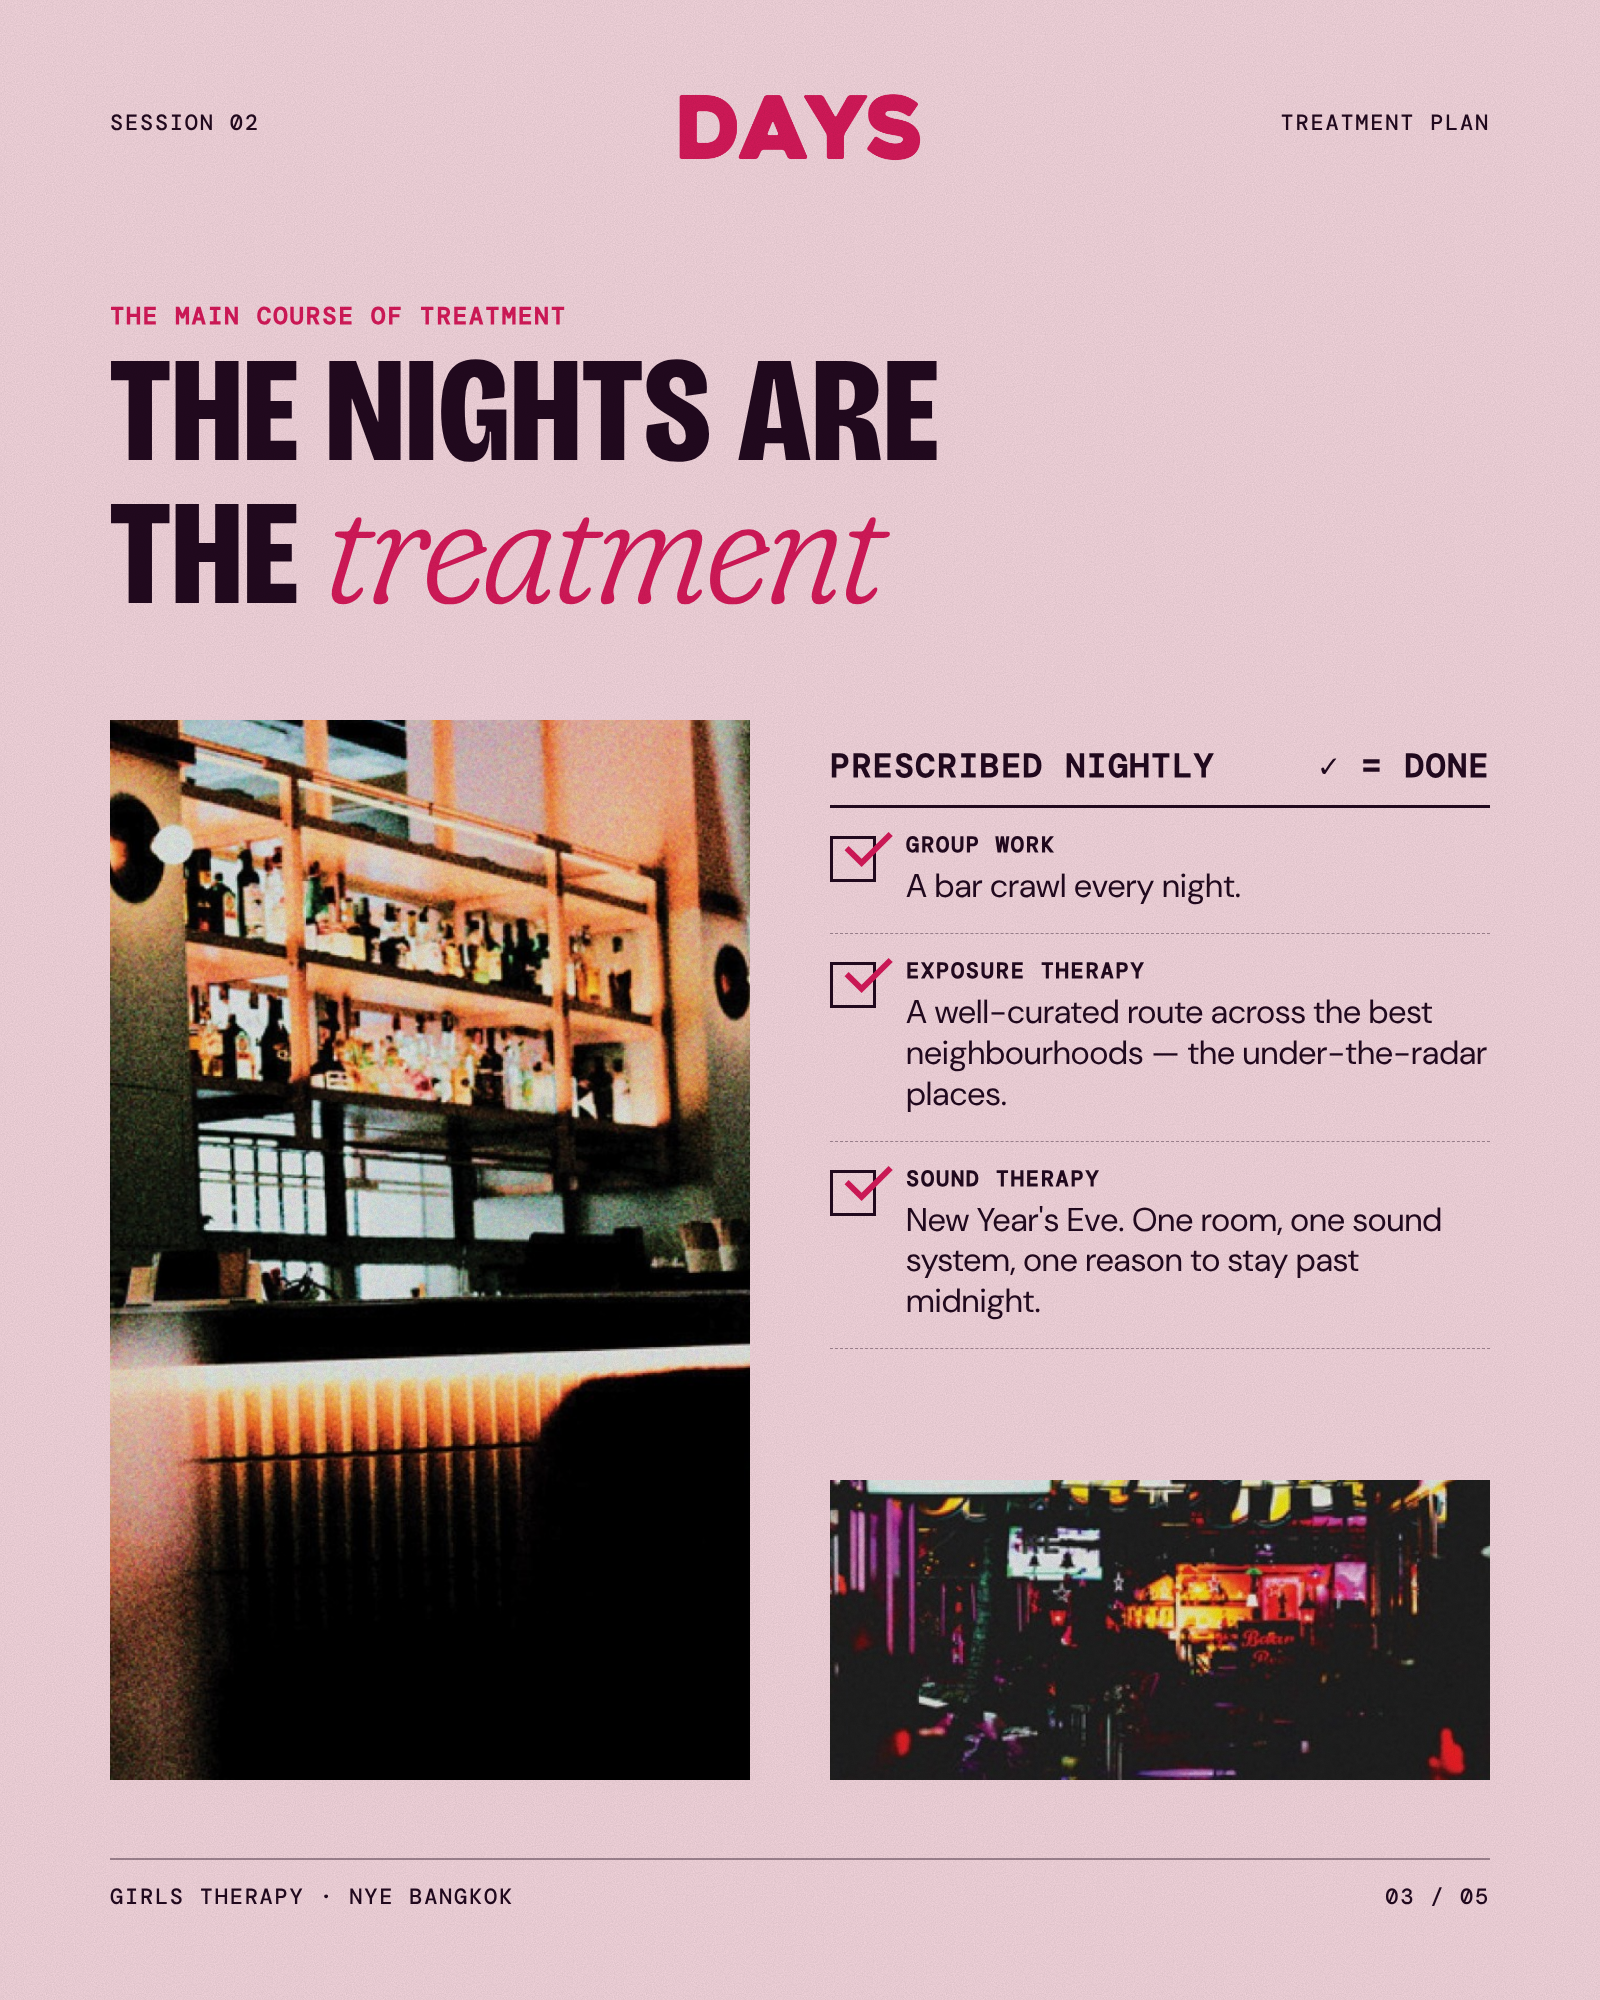 SESSION 02
DAYS
TREATMENT PLAN
THE MAIN COURSE OF TREATMENT
THE NIGHTS ARE
THE treatment
PRESCRIBED NIGHTLY ✓ = DONE
GROUP WORK
A bar crawl every night.
EXPOSURE THERAPY
A well-curated route across the best
neighbourhoods — the under-the-radar
places.
SOUND THERAPY
New Year's Eve. One room, one sound
system, one reason to stay past
midnight.
GIRLS THERAPY · NYE BANGKOK
03 / 05